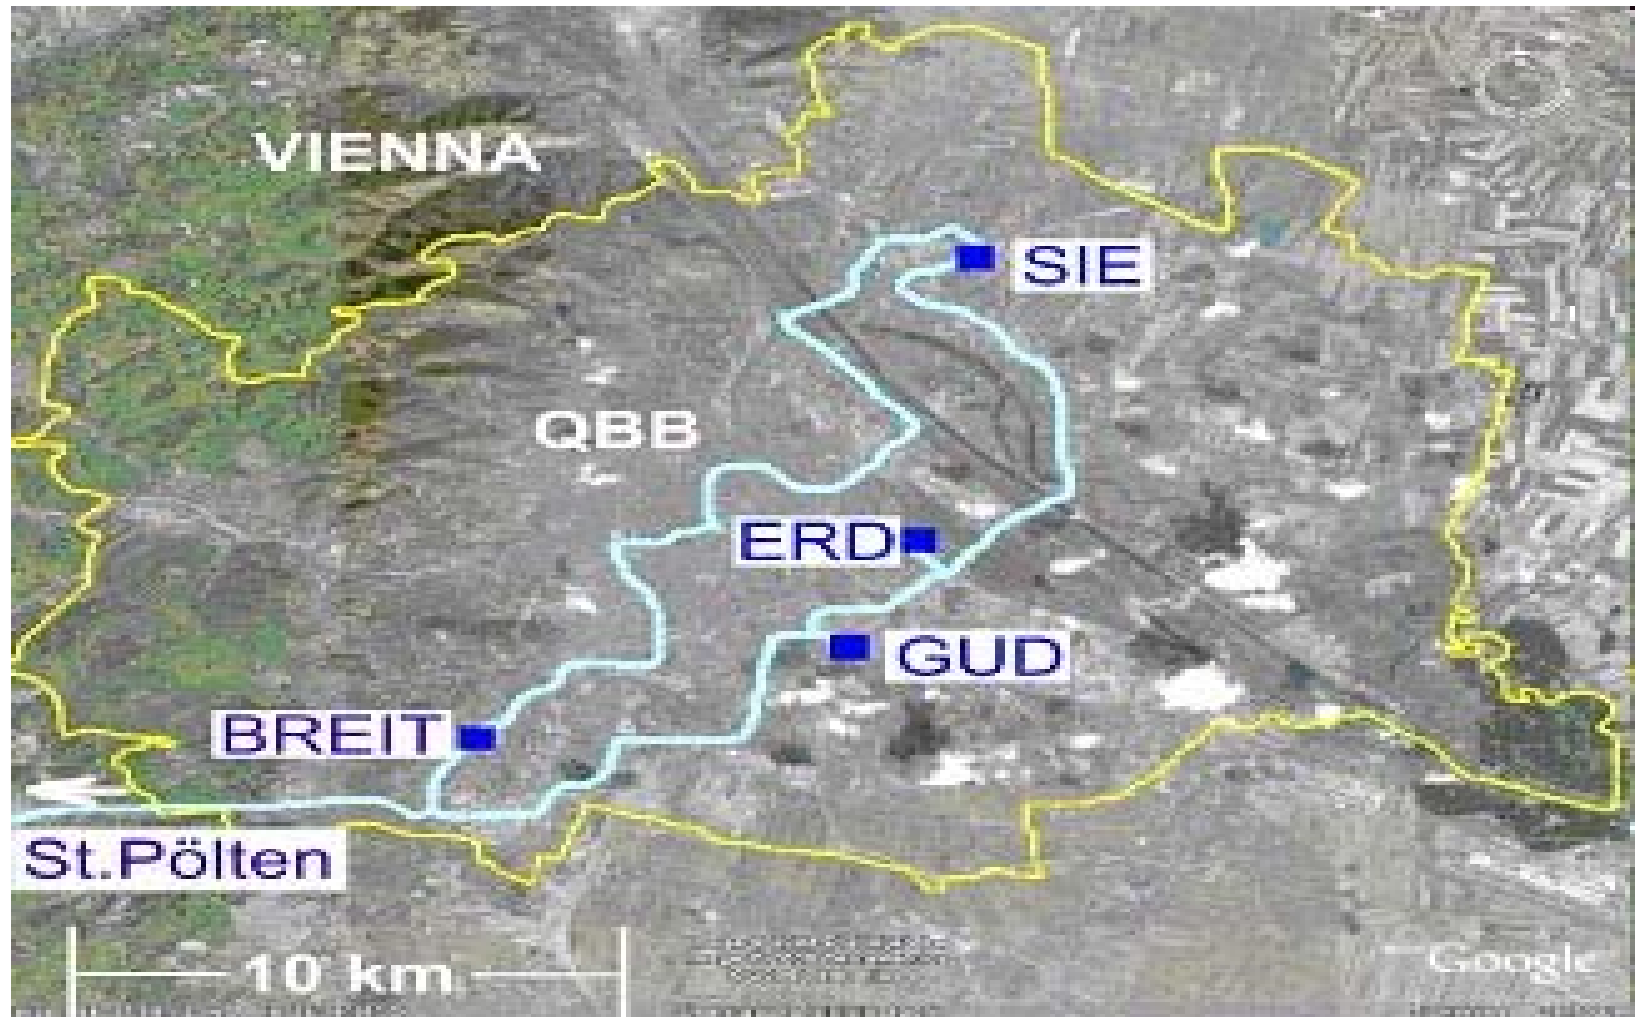 VIENNA
SIE
QBB
ERD
GUD
BREIT
St.Pölten
10 km
Google